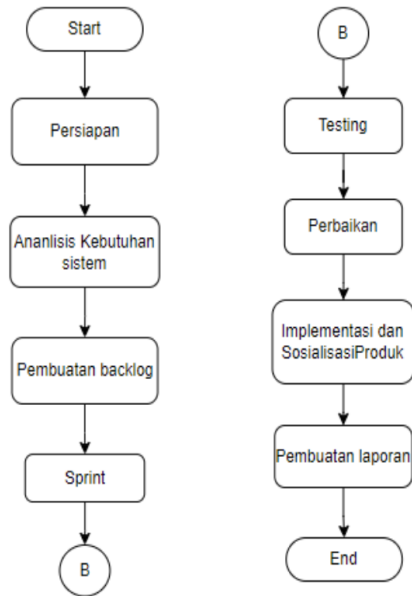 Start
Persiapan
Ananlisis Kebutuhan
sistem
Pembuatan backlog
Sprint
B
B
Testing
Perbaikan
Implementasi dan
SosialisasiProduk
Pembuatan laporan
End